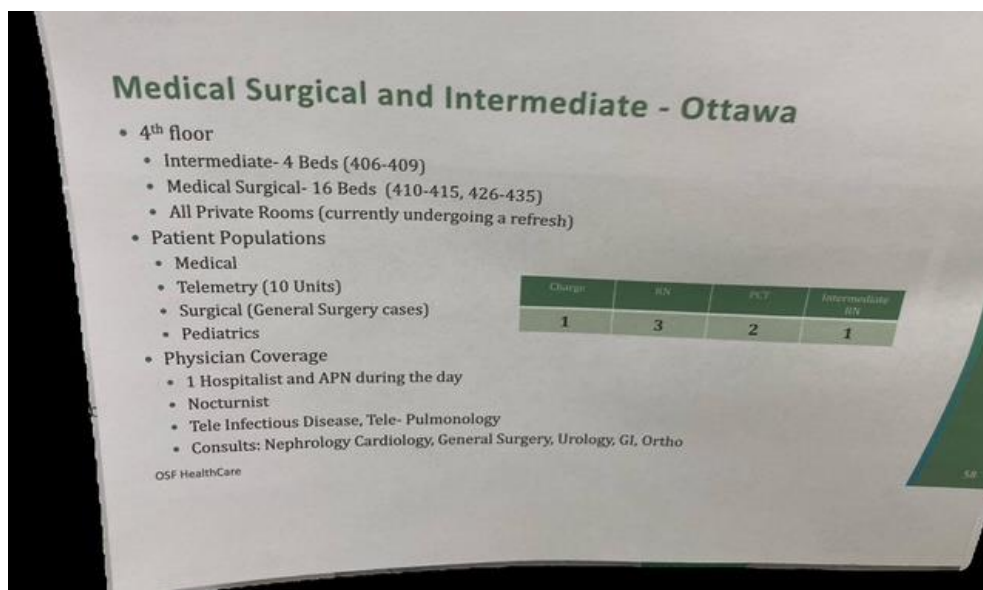 Medical Surgical and Intermediate - Ottawa
• 4th floor
• Intermediate- 4 Beds (406-409)
• Medical Surgical- 16 Beds (410-415, 426-435)
• All Private Rooms (currently undergoing a refresh)
• Patient Populations
• Medical
• Telemetry (10 Units)
• Surgical (General Surgery cases)
• Pediatrics
Charge RN PCT Intermediate
RN
1 3 2 1
• Physician Coverage
• 1 Hospitalist and APN during the day
• Nocturnist
• Tele Infectious Disease, Tele- Pulmonology
• Consults: Nephrology Cardiology, General Surgery, Urology, GI, Ortho
OSF HealthCare
58